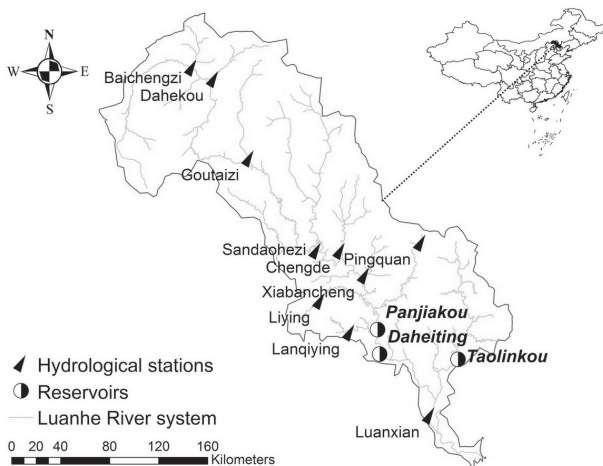 N
W
E
S
Baichengzi
Dahekou
Goutaizi
Sandaohezi
Chengde
Pingquan
Xiabancheng
Liying
Panjiakou
Daheiting
Lanqiying
Taolinkou
Luanxian
Hydrological stations
Reservoirs
Luanhe River system
0 20 40 80 120 160
Kilometers